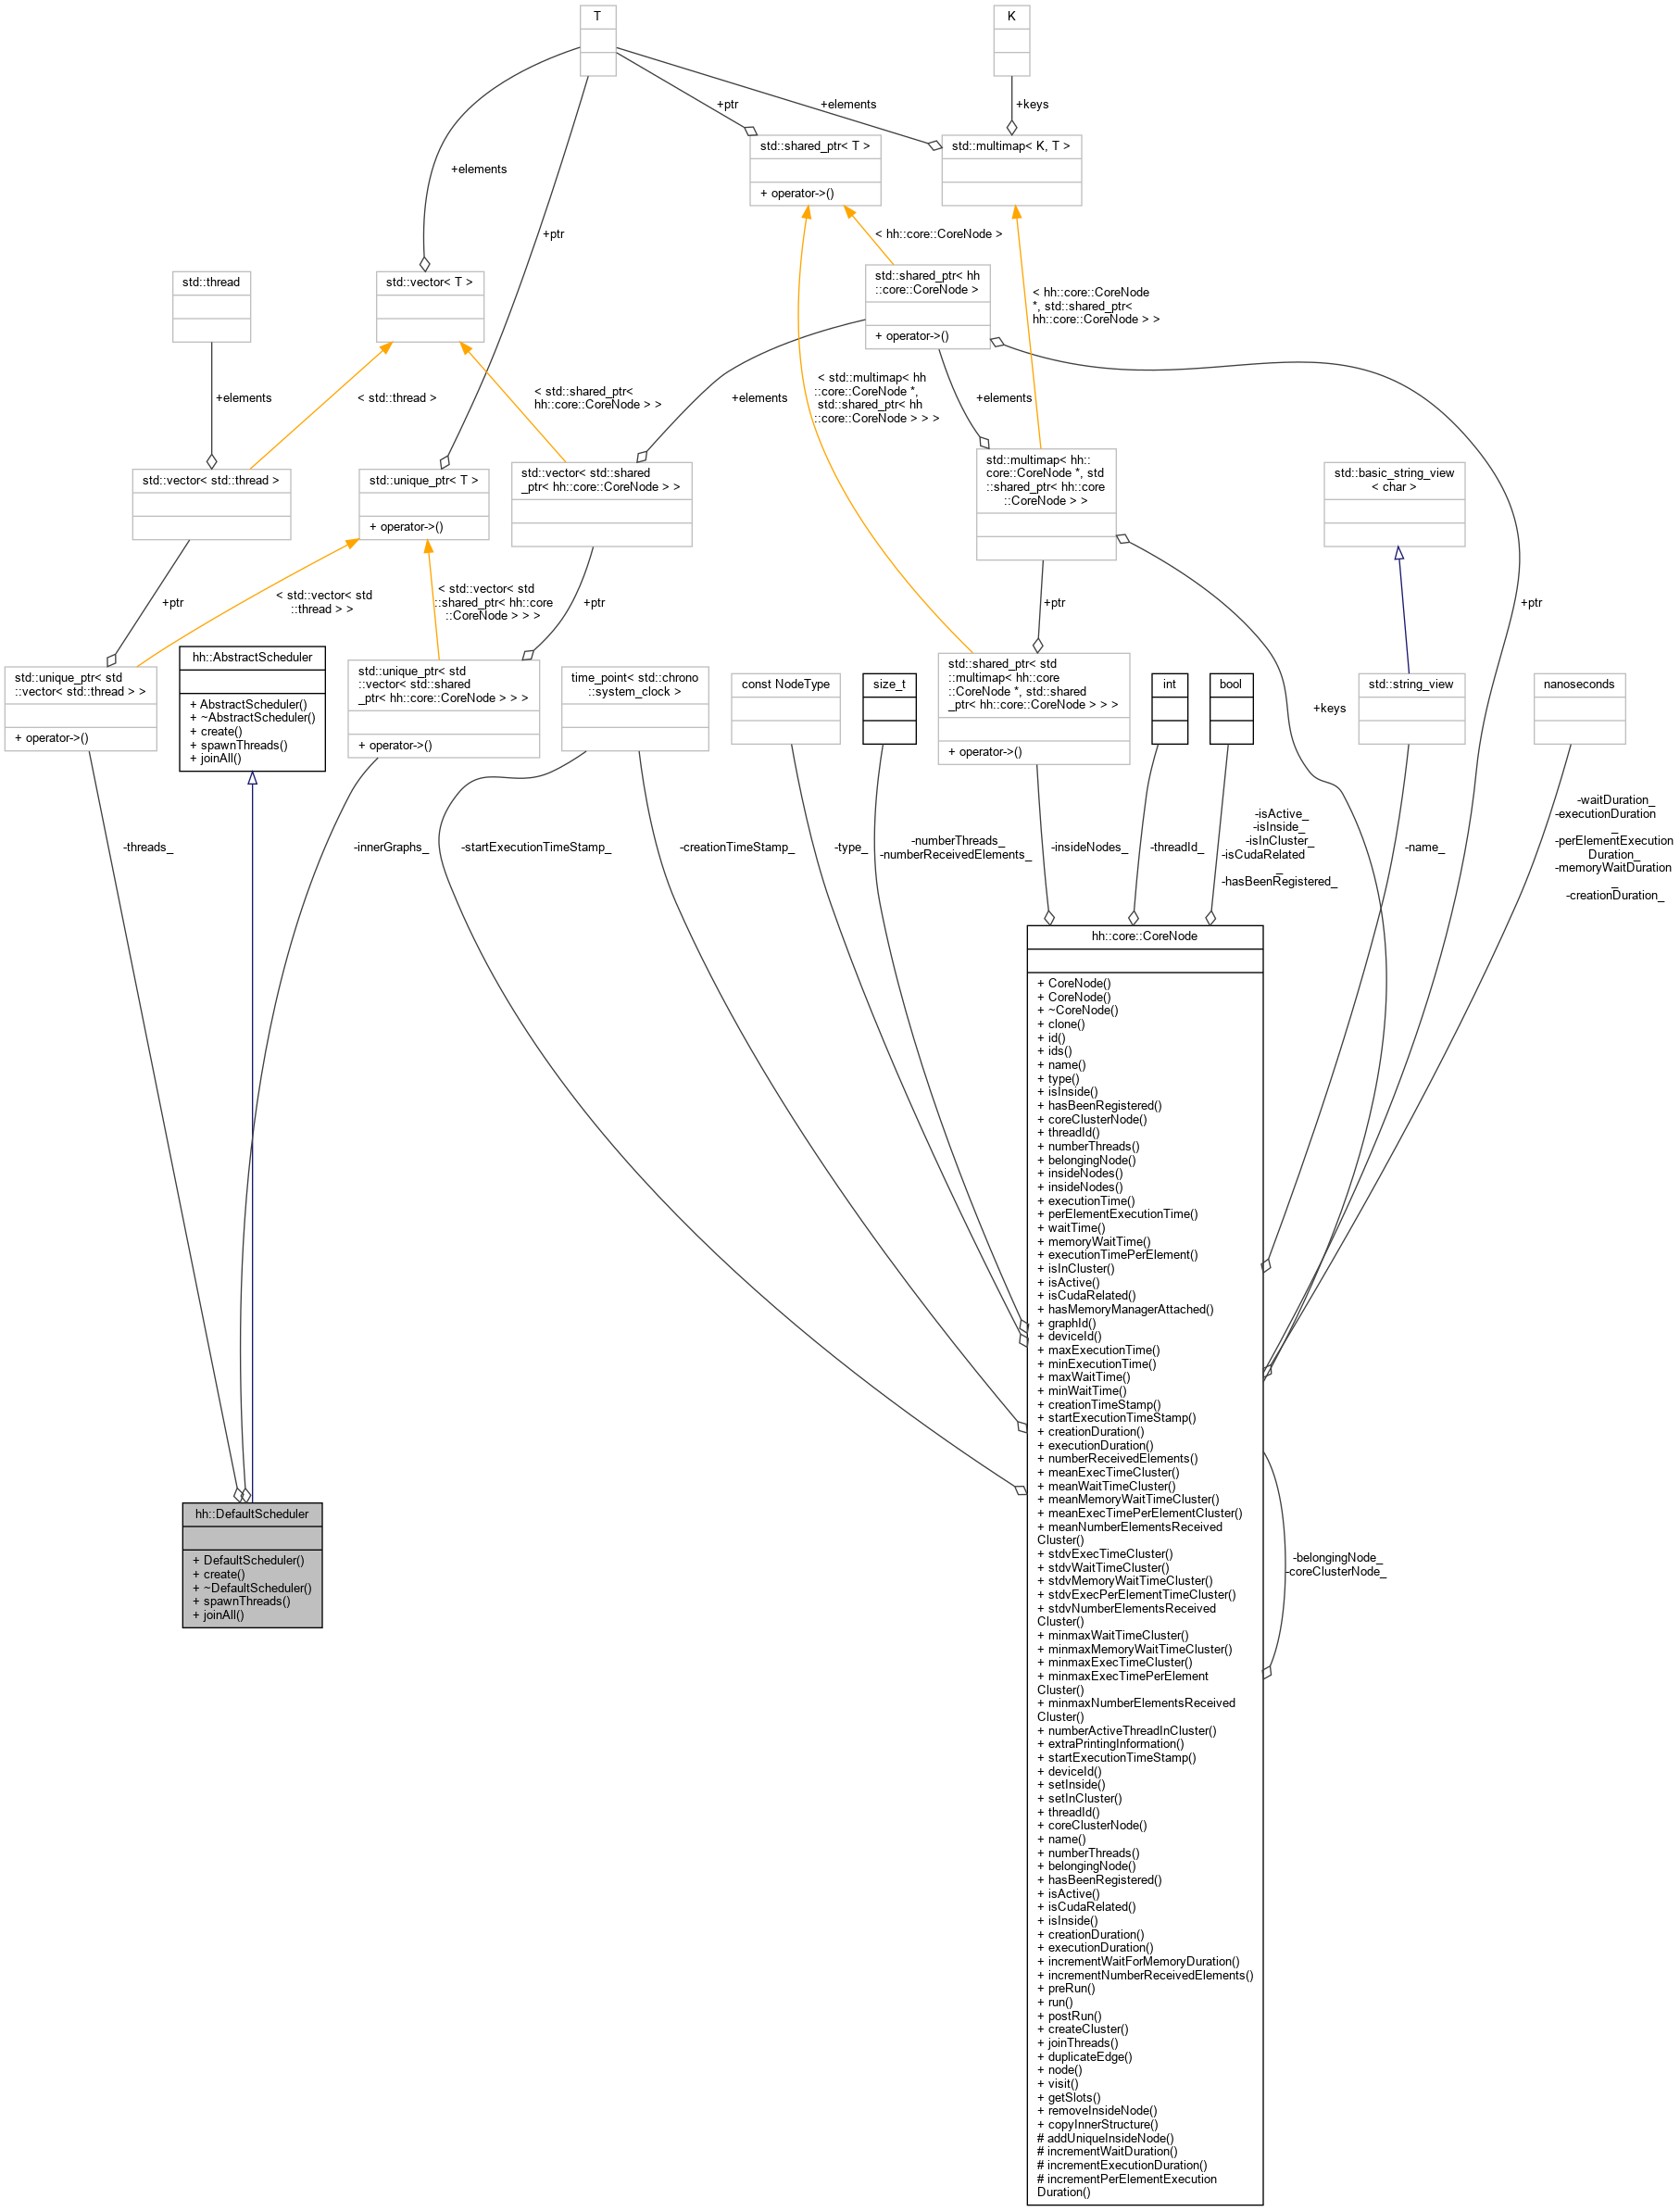 T
K
+ptr
+elements
+keys
std::shared_ptr< T >
+ operator->()
std::multimap< K, T >
+elements
+ptr
< hh::core::CoreNode >
std::thread
std::vector< T >
std::shared_ptr< hh
::core::CoreNode >
+ operator->()
< hh::core::CoreNode
*, std::shared_ptr<
hh::core::CoreNode > >
+elements
< std::thread >
< std::shared_ptr<
hh::core::CoreNode > >
+elements
< std::multimap< hh
::core::CoreNode *,
std::shared_ptr< hh
::core::CoreNode > > >
+elements
std::vector< std::thread >
std::unique_ptr< T >
+ operator->()
std::vector< std::shared
_ptr< hh::core::CoreNode > >
std::multimap< hh::
core::CoreNode *, std
::shared_ptr< hh::core
::CoreNode > >
std::basic_string_view
< char >
+ptr
< std::vector< std
::thread > >
< std::vector< std
::shared_ptr< hh::core
::CoreNode > > >
+ptr
+ptr
+ptr
std::unique_ptr< std
::vector< std::thread > >
+ operator->()
hh::AbstractScheduler
+ AbstractScheduler()
+ ~AbstractScheduler()
+ create()
+ spawnThreads()
+ joinAll()
std::unique_ptr< std
::vector< std::shared
_ptr< hh::core::CoreNode > > >
+ operator->()
time_point< std::chrono
::system_clock >
const NodeType
size_t
std::shared_ptr< std
::multimap< hh::core
::CoreNode *, std::shared
_ptr< hh::core::CoreNode > > >
+ operator->()
int
bool
+keys
std::string_view
nanoseconds
-threads_
-innerGraphs_
-startExecutionTimeStamp_
-creationTimeStamp_
-type_
-numberThreads_
-numberReceivedElements_
-insideNodes_
-threadId_
-isActive_
-isInside_
-isInCluster_
-isCudaRelated
_
-hasBeenRegistered_
-name_
-waitDuration_
-executionDuration
_
-perElementExecution
Duration_
-memoryWaitDuration
_
-creationDuration_
hh::core::CoreNode
+ CoreNode()
+ CoreNode()
+ ~CoreNode()
+ clone()
+ id()
+ ids()
+ name()
+ type()
+ isInside()
+ hasBeenRegistered()
+ coreClusterNode()
+ threadId()
+ numberThreads()
+ belongingNode()
+ insideNodes()
+ insideNodes()
+ executionTime()
+ perElementExecutionTime()
+ waitTime()
+ memoryWaitTime()
+ executionTimePerElement()
+ isInCluster()
+ isActive()
+ isCudaRelated()
+ hasMemoryManagerAttached()
+ graphId()
+ deviceId()
+ maxExecutionTime()
+ minExecutionTime()
+ maxWaitTime()
+ minWaitTime()
+ creationTimeStamp()
+ startExecutionTimeStamp()
+ creationDuration()
+ executionDuration()
+ numberReceivedElements()
+ meanExecTimeCluster()
+ meanWaitTimeCluster()
+ meanMemoryWaitTimeCluster()
+ meanExecTimePerElementCluster()
+ meanNumberElementsReceived
Cluster()
+ stdvExecTimeCluster()
+ stdvWaitTimeCluster()
+ stdvMemoryWaitTimeCluster()
+ stdvExecPerElementTimeCluster()
+ stdvNumberElementsReceived
Cluster()
+ minmaxWaitTimeCluster()
+ minmaxMemoryWaitTimeCluster()
+ minmaxExecTimeCluster()
+ minmaxExecTimePerElement
Cluster()
+ minmaxNumberElementsReceived
Cluster()
+ numberActiveThreadInCluster()
+ extraPrintingInformation()
+ startExecutionTimeStamp()
+ deviceId()
+ setInside()
+ setInCluster()
+ threadId()
+ coreClusterNode()
+ name()
+ numberThreads()
+ belongingNode()
+ hasBeenRegistered()
+ isActive()
+ isCudaRelated()
+ isInside()
+ creationDuration()
+ executionDuration()
+ incrementWaitForMemoryDuration()
+ incrementNumberReceivedElements()
+ preRun()
+ run()
+ postRun()
+ createCluster()
+ joinThreads()
+ duplicateEdge()
+ node()
+ visit()
+ getSlots()
+ removeInsideNode()
+ copyInnerStructure()
# addUniqueInsideNode()
# incrementWaitDuration()
# incrementExecutionDuration()
# incrementPerElementExecution
Duration()
-belongingNode_
-coreClusterNode_
hh::DefaultScheduler
+ DefaultScheduler()
+ create()
+ ~DefaultScheduler()
+ spawnThreads()
+ joinAll()